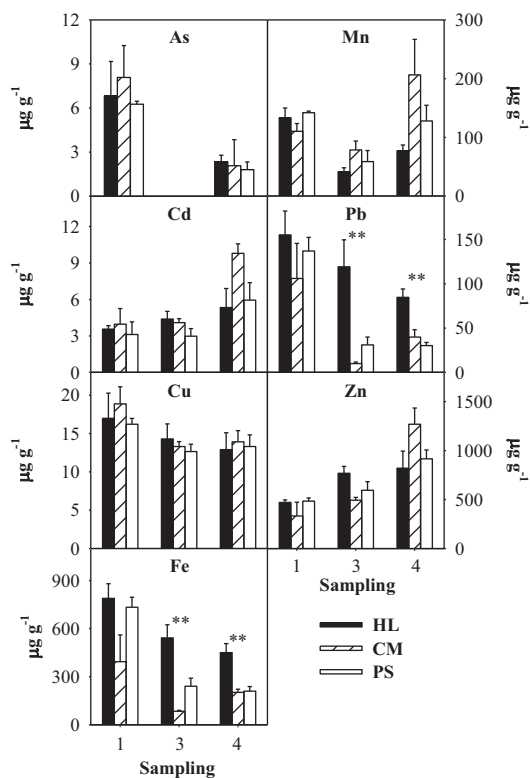 As
Mn
12
9
6
3
0
µg g-1
300
200
100
0
µg g-1
Cd
Pb
**
**
12
9
6
3
0
µg g-1
150
100
50
0
µg g-1
Cu
Zn
20
15
10
5
0
µg g-1
1500
1000
500
0
µg g-1
1 3 4
Sampling
Fe
**
**
900
600
300
0
µg g-1
1 3 4
Sampling
HL
CM
PS